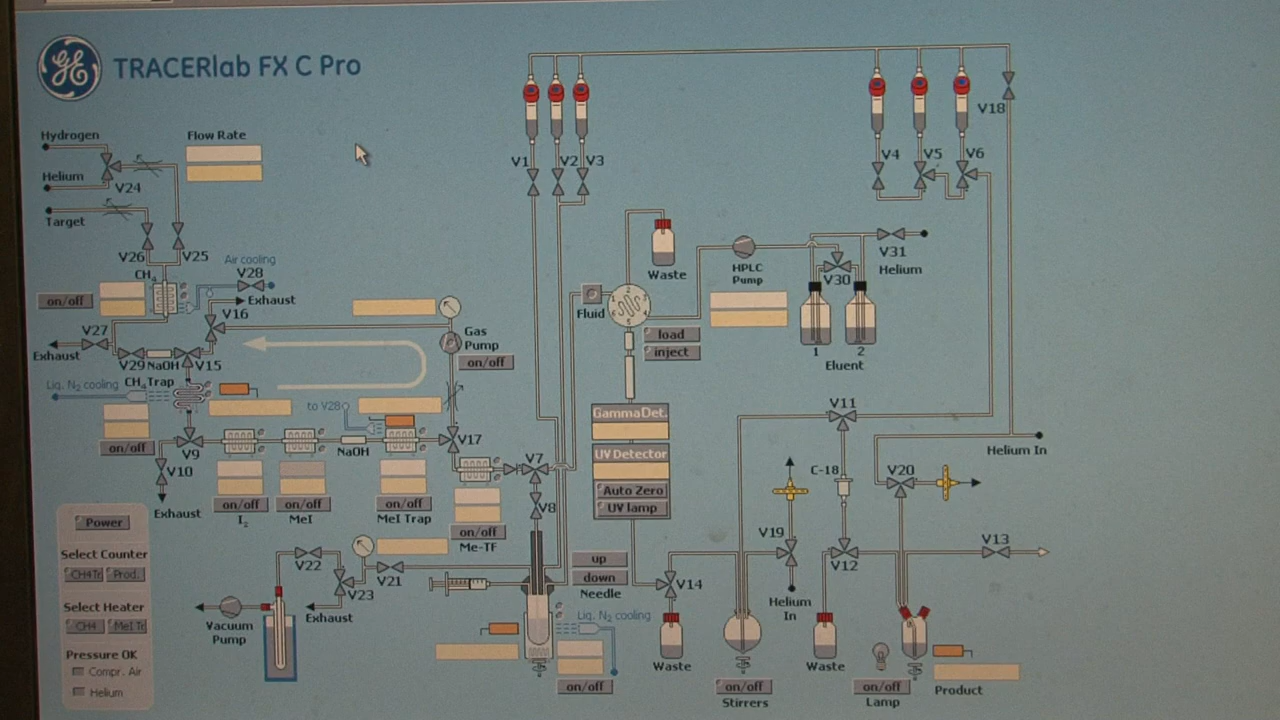 GE TRACERlab FX C Pro
Hydrogen
Flow Rate
Helium
V24
Target
V26 V25
CH4
Air cooling
V28
on/off
Exhaust
V16
V27
Exhaust
V29 NaOH V15
Gas
Pump
on/off
Liq. N2 cooling CH4 Trap
to V28
on/off
V9
NaOH
V17
V10
Exhaust
on/off
I2
on/off
MeI
on/off
MeI Trap
on/off
Me-TF
V7
V8
V1 V2 V3
V4 V5 V6
V18
Waste
Fluid
1 2 3 4 5 6
load
inject
HPLC
Pump
V30
V31
Helium
1 2
Eluent
GammaDet.
UV Detector
Auto Zero
UV lamp
V11
C-18
V20
Helium In
V19
V12
V13
Helium
In
V14
Waste
on/off
Stirrers
Waste
on/off
Lamp
Product
up
down
Needle
Liq. N2 cooling
on/off
V22
V21
V23
Exhaust
Vacuum
Pump
Power
Select Counter
CH4Tr Prod.
Select Heater
CH4 MeI Tr
Pressure OK
Compr. Air
Helium